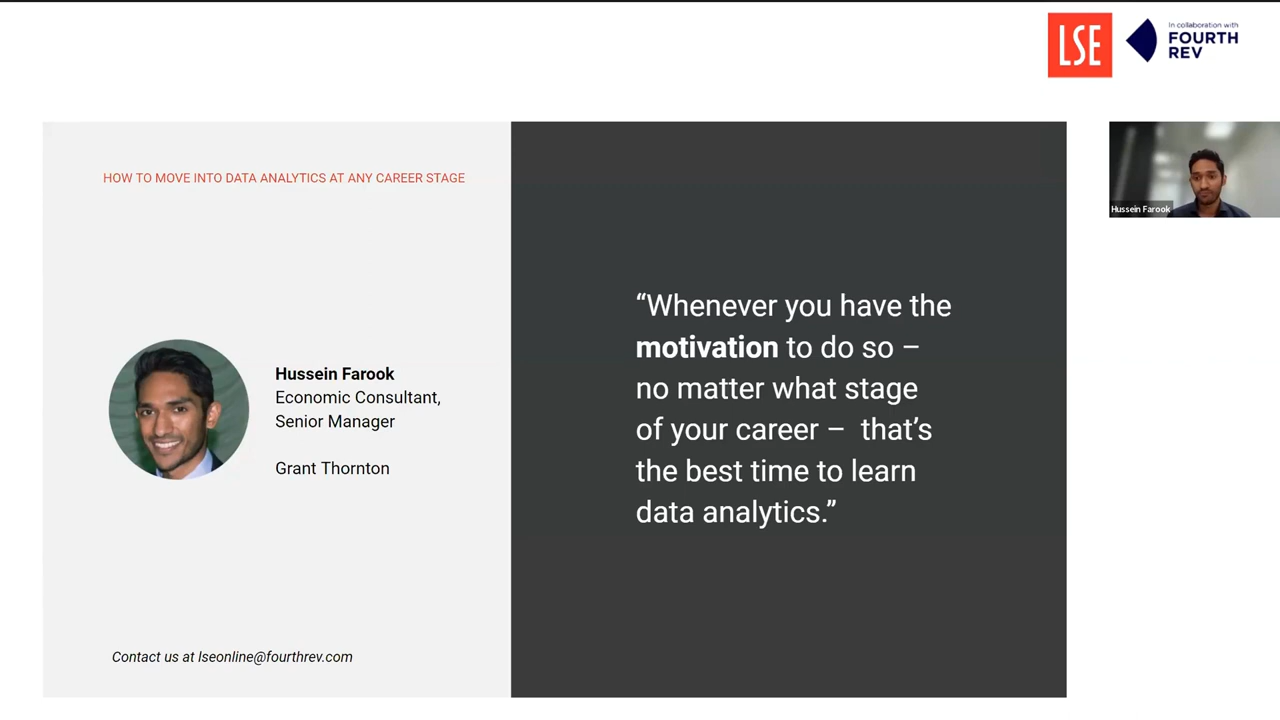 LSE
In collaboration with
FOURTH
REV
HOW TO MOVE INTO DATA ANALYTICS AT ANY CAREER STAGE
Hussein Farook
Economic Consultant,
Senior Manager
Grant Thornton
Contact us at lseonline@fourthrev.com
“Whenever you have the
motivation to do so –
no matter what stage
of your career – that’s
the best time to learn
data analytics.”
Hussein Farook